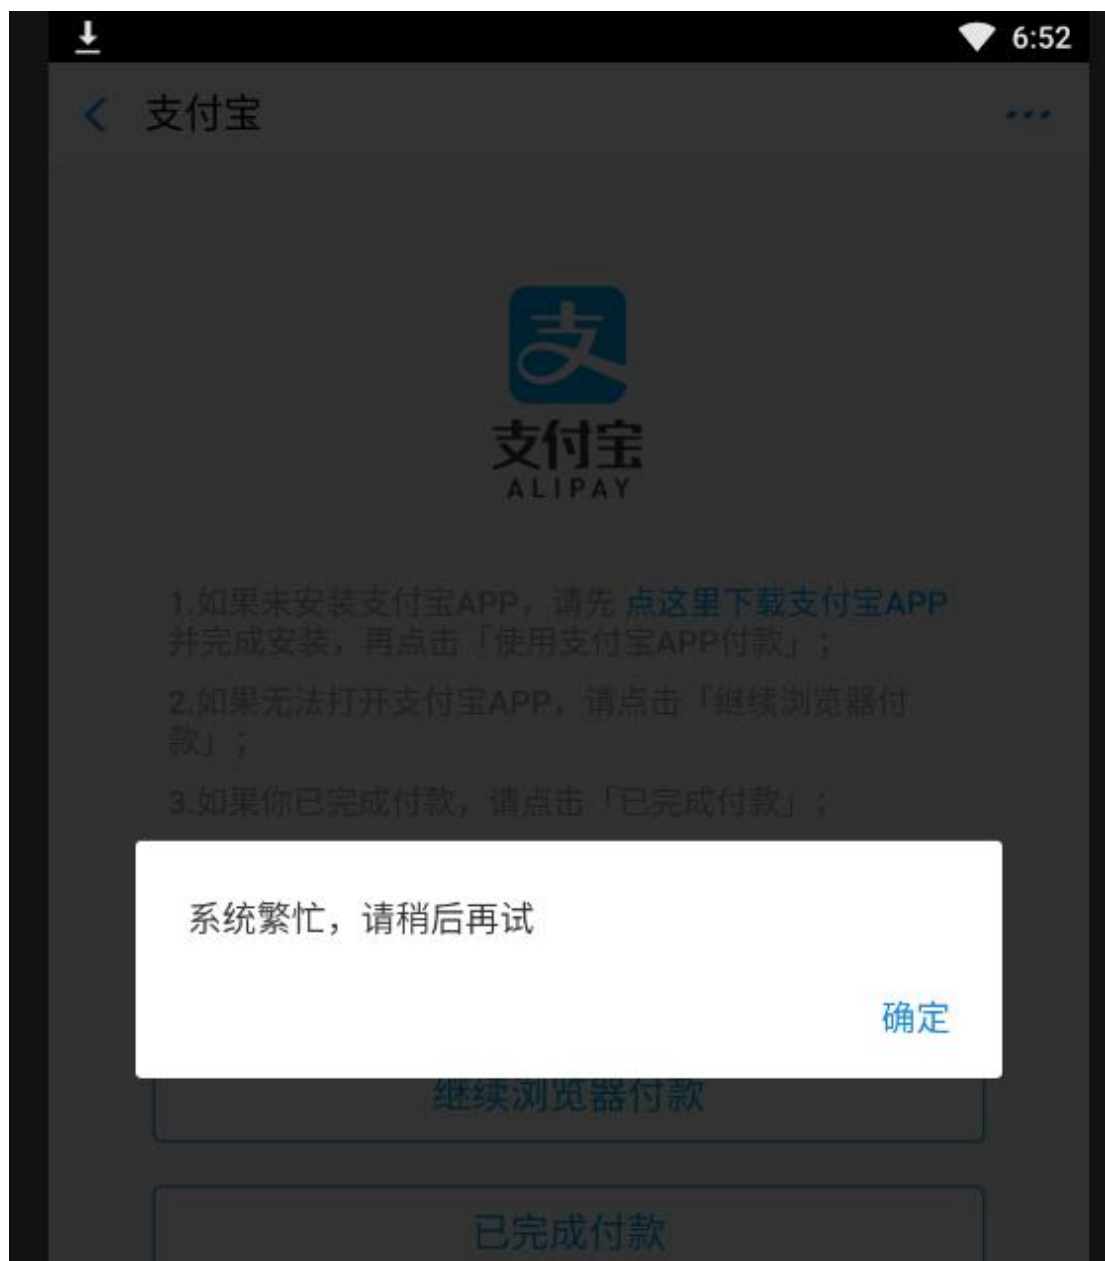 6:52
支付宝
支
支付宝
ALIPAY
1.如果未安装支付宝APP，请先 点这里下载支付宝APP
并完成安装，再点击「使用支付宝APP付款」；
2.如果无法打开支付宝APP，请点击「继续浏览器付
款」；
3.如果你已完成付款，请点击「已完成付款」；
系统繁忙，请稍后再试
确定
继续浏览器付款
已完成付款